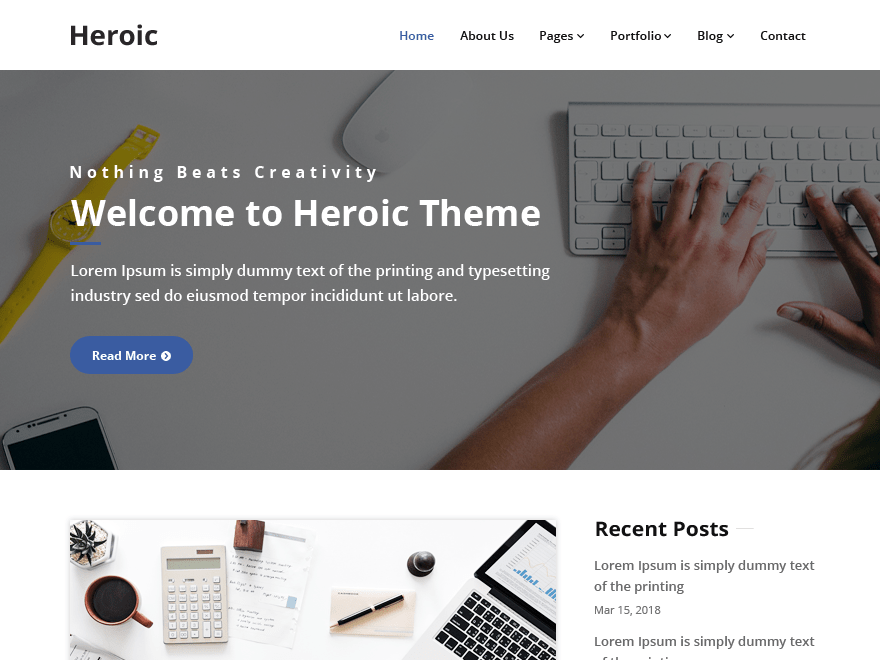 Heroic
Home About Us Pages Portfolio Blog Contact
Nothing Beats Creativity
Welcome to Heroic Theme
Lorem Ipsum is simply dummy text of the printing and typesetting
industry sed do eiusmod tempor incididunt ut labore.
Read More
Recent Posts
Lorem Ipsum is simply dummy text
of the printing
Mar 15, 2018
Lorem Ipsum is simply dummy text